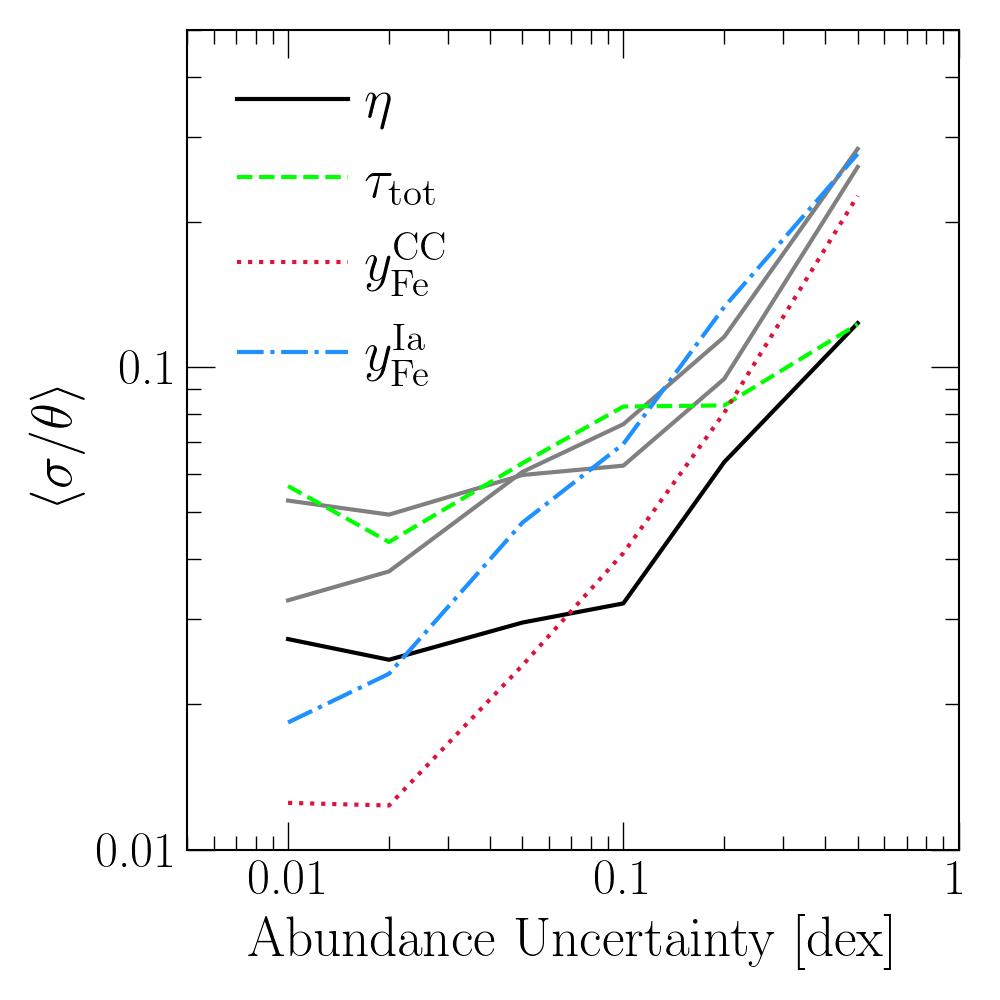 η
τ_tot
y_Fe^CC
y_Fe^Ia
⟨σ/θ⟩
0.1
0.01
0.01 0.1 1
Abundance Uncertainty [dex]